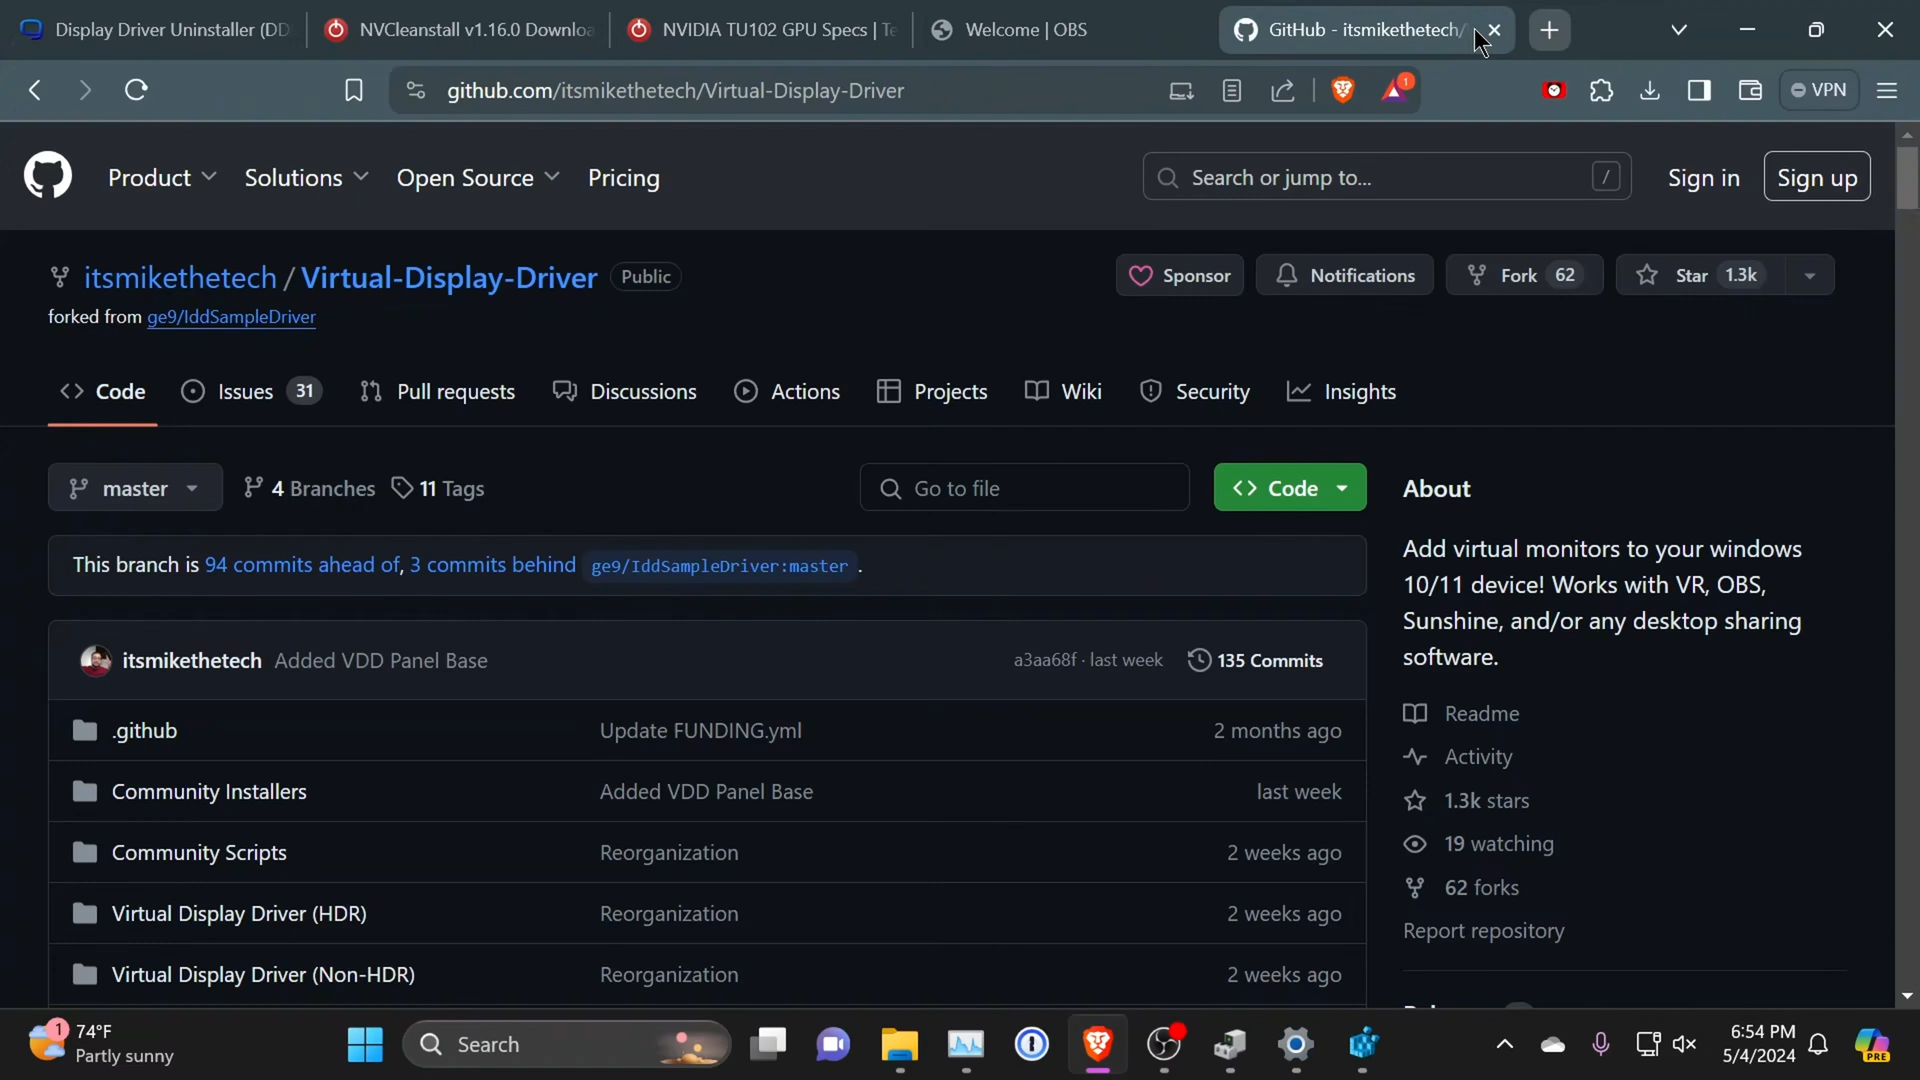 Display Driver Uninstaller (DD
NVCleanstall v1.16.0 Downloa
NVIDIA TU102 GPU Specs | Te
Welcome | OBS
GitHub - itsmikethetech/
github.com/itsmikethetech/Virtual-Display-Driver
1
VPN
Product
Solutions
Open Source
Pricing
Search or jump to...
/
Sign in
Sign up
itsmikethetech / Virtual-Display-Driver
Public
Sponsor
Notifications
Fork 62
Star 1.3k
forked from ge9/IddSampleDriver
Code
Issues 31
Pull requests
Discussions
Actions
Projects
Wiki
Security
Insights
master
4 Branches
11 Tags
Go to file
Code
About
This branch is 94 commits ahead of, 3 commits behind ge9/IddSampleDriver:master .
Add virtual monitors to your windows
10/11 device! Works with VR, OBS,
Sunshine, and/or any desktop sharing
software.
itsmikethetech Added VDD Panel Base
a3aa68f · last week
135 Commits
.github
Update FUNDING.yml
2 months ago
Community Installers
Added VDD Panel Base
last week
Community Scripts
Reorganization
2 weeks ago
Virtual Display Driver (HDR)
Reorganization
2 weeks ago
Virtual Display Driver (Non-HDR)
Reorganization
2 weeks ago
Readme
Activity
1.3k stars
19 watching
62 forks
Report repository
1
74°F
Partly sunny
Search
6:54 PM
5/4/2024
PRE